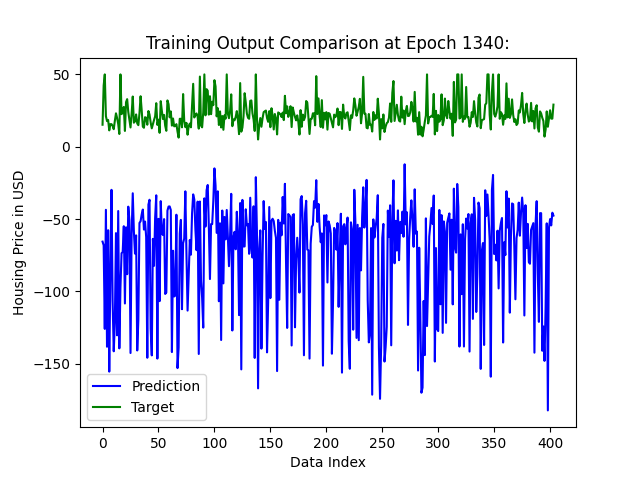 Training Output Comparison at Epoch 1340:
50
0
−50
−100
−150
Housing Price in USD
Prediction
Target
0
50
100
150
200
250
300
350
400
Data Index